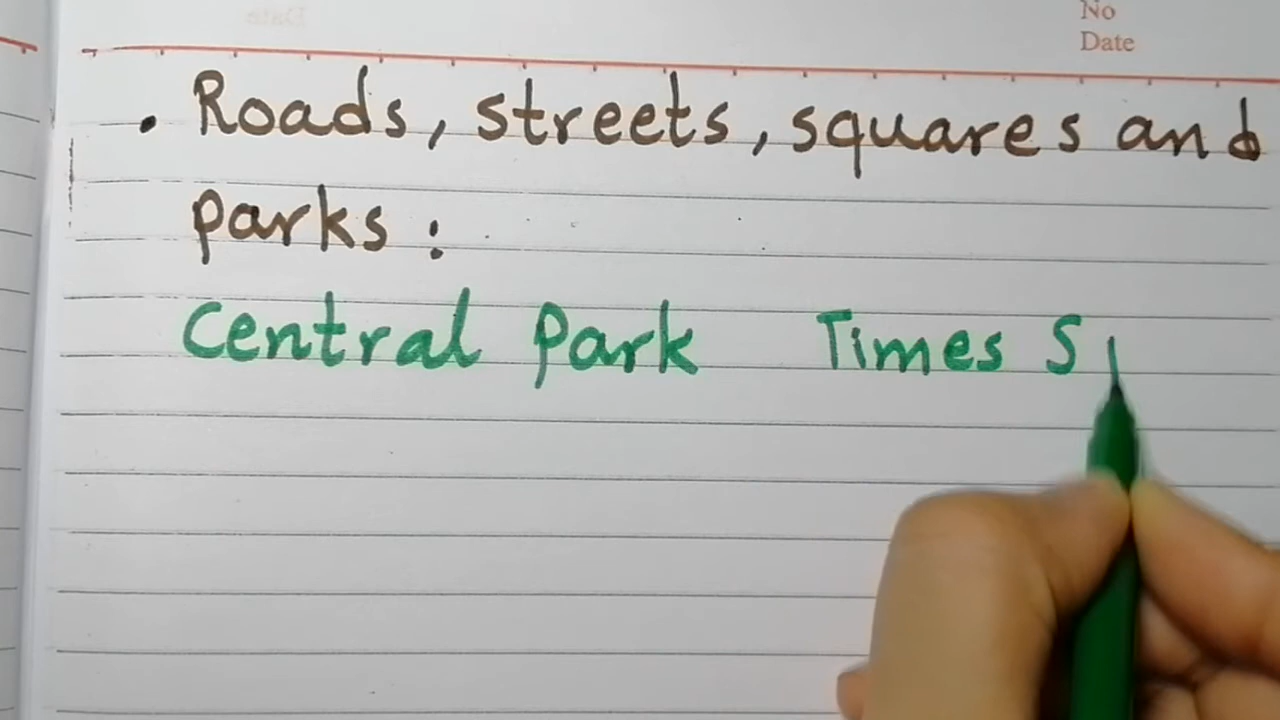 No
Date
. Roads, streets, squares and
parks :
Central Park Times S